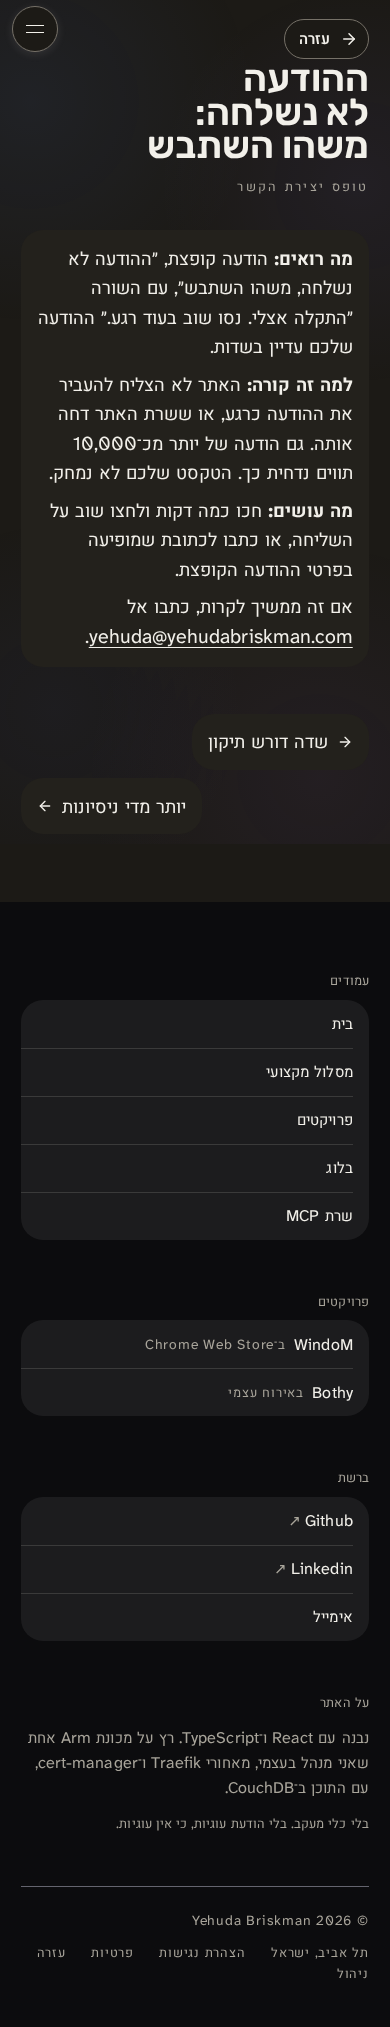 → עזרה
ההודעה
לא נשלחה:
משהו השתבש
טופס יצירת הקשר
מה רואים: הודעה קופצת, ״ההודעה לא
נשלחה, משהו השתבש״, עם השורה
״התקלה אצלי. נסו שוב בעוד רגע.״ ההודעה
שלכם עדיין בשדות.
למה זה קורה: האתר לא הצליח להעביר
את ההודעה כרגע, או ששרת האתר דחה
אותה. גם הודעה של יותר מכ־10,000
תווים נדחית כך. הטקסט שלכם לא נמחק.
מה עושים: חכו כמה דקות ולחצו שוב על
השליחה, או כתבו לכתובת שמופיעה
בפרטי ההודעה הקופצת.
אם זה ממשיך לקרות, כתבו אל
yehuda@yehudabriskman.com.
→ שדה דורש תיקון
יותר מדי ניסיונות ←
עמודים
בית
מסלול מקצועי
פרויקטים
בלוג
שרת MCP
פרויקטים
WindoM ב־Chrome Web Store
Bothy באירוח עצמי
ברשת
Github ↗
Linkedin ↗
אימייל
על האתר
נבנה עם React ו־TypeScript. רץ על מכונת Arm אחת
שאני מנהל בעצמי, מאחורי Traefik ו־cert-manager,
עם התוכן ב־CouchDB.
בלי כלי מעקב. בלי הודעת עוגיות, כי אין עוגיות.
© 2026 Yehuda Briskman
תל אביב, ישראל הצהרת נגישות פרטיות עזרה
ניהול